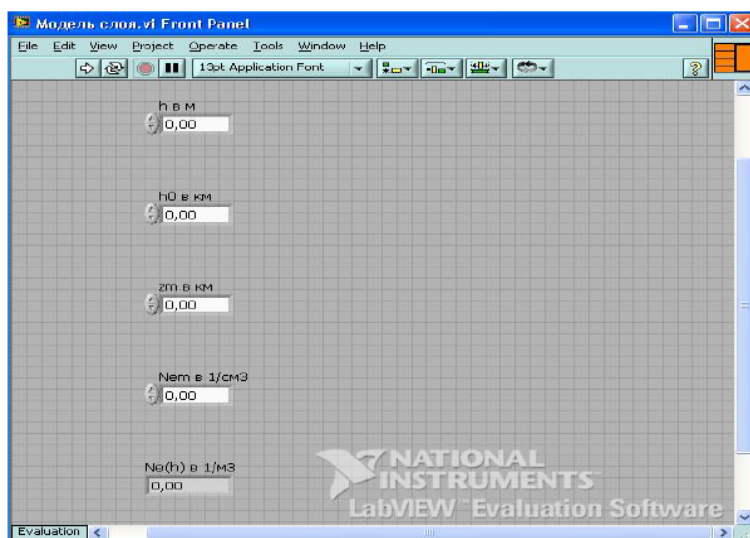 Модель слоя.vi Front Panel
File Edit View Project Operate Tools Window Help
13pt Application Font
?
h в м
0,00
h0 в км
0,00
zm в км
0,00
Nem в 1/см3
0,00
Ne(h) в 1/м3
0,00
NATIONAL
INSTRUMENTS
LabVIEW™ Evaluation Software
Evaluation